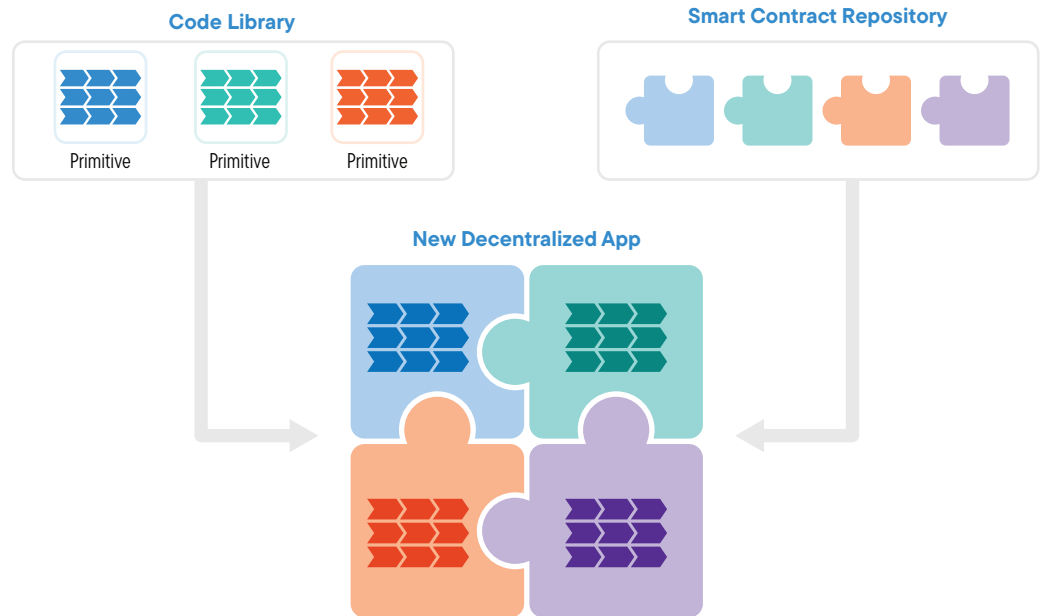 Code Library
Smart Contract Repository
Primitive
Primitive
Primitive
New Decentralized App